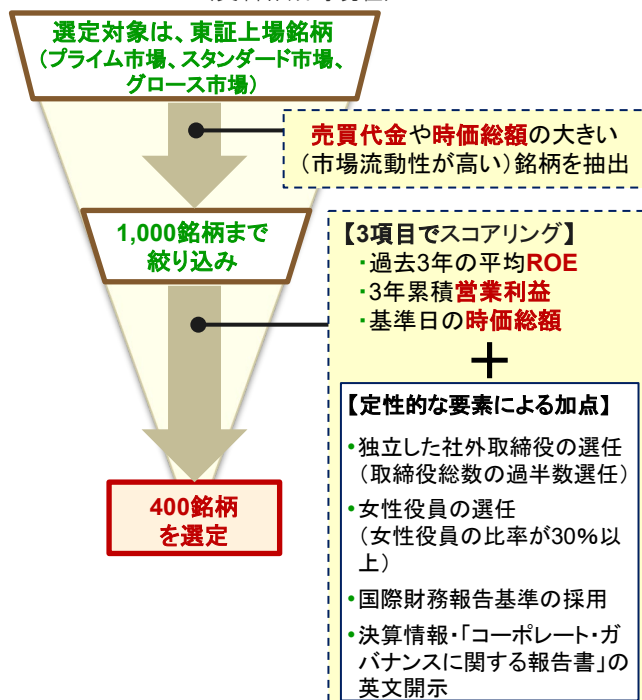 選定対象は、東証上場銘柄
(プライム市場、スタンダード市場、
グロース市場)
売買代金や時価総額の大きい
(市場流動性が高い)銘柄を抽出
1,000銘柄まで
絞り込み
【3項目でスコアリング】
・過去3年の平均ROE
・3年累積営業利益
・基準日の時価総額
＋
【定性的な要素による加点】
•独立した社外取締役の選任
(取締役総数の過半数選任)
•女性役員の選任
(女性役員の比率が30%以
上)
•国際財務報告基準の採用
•決算情報・「コーポレート・ガ
バナンスに関する報告書」の
英文開示
400銘柄
を選定